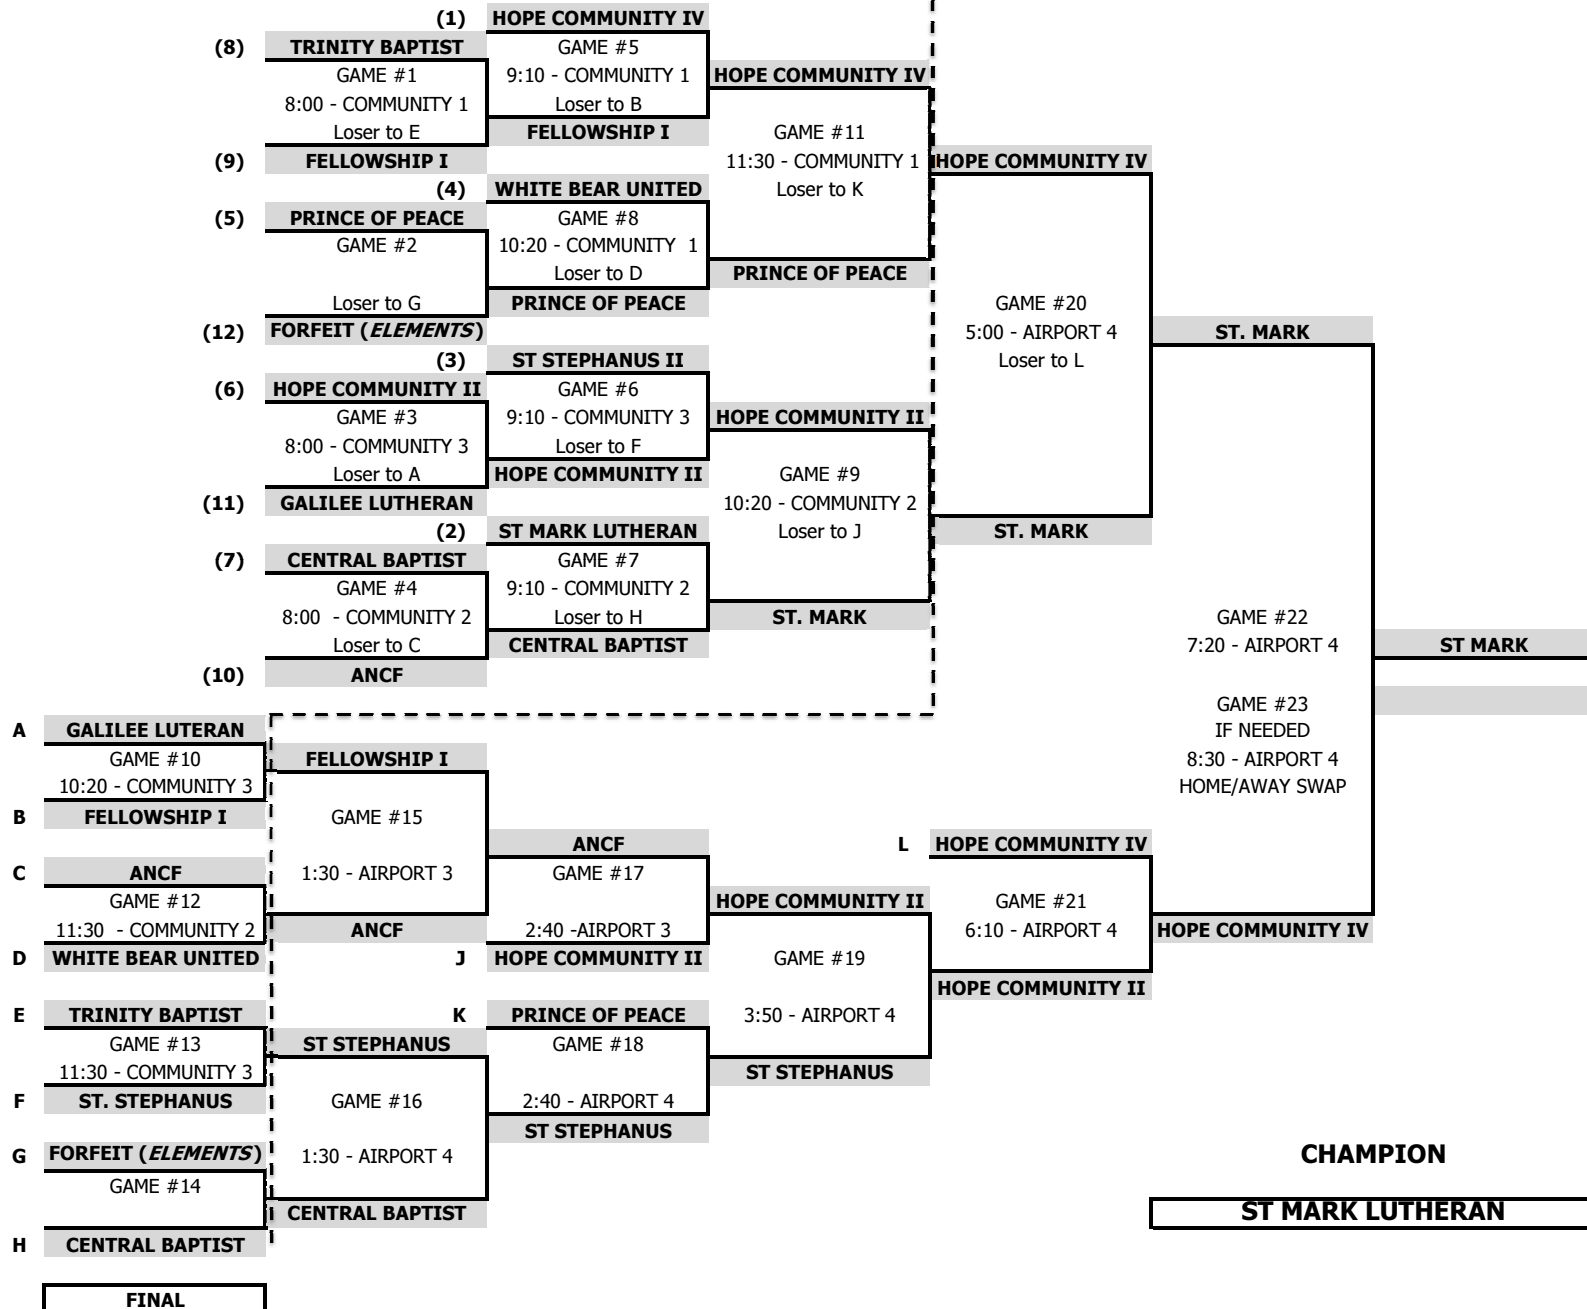 (1) HOPE COMMUNITY IV
(8) TRINITY BAPTIST
GAME #5
GAME #1
9:10 - COMMUNITY 1
HOPE COMMUNITY IV
8:00 - COMMUNITY 1
Loser to B
Loser to E
FELLOWSHIP I
GAME #11
(9) FELLOWSHIP I
11:30 - COMMUNITY 1
HOPE COMMUNITY IV
(4) WHITE BEAR UNITED
Loser to K
(5) PRINCE OF PEACE
GAME #8
GAME #2
10:20 - COMMUNITY 1
Loser to D
PRINCE OF PEACE
Loser to G
PRINCE OF PEACE
GAME #20
(12) FORFEIT (ELEMENTS)
5:00 - AIRPORT 4
ST. MARK
(3) ST STEPHANUS II
Loser to L
(6) HOPE COMMUNITY II
GAME #6
GAME #3
9:10 - COMMUNITY 3
HOPE COMMUNITY II
8:00 - COMMUNITY 3
Loser to F
Loser to A
HOPE COMMUNITY II
GAME #9
(11) GALILEE LUTHERAN
10:20 - COMMUNITY 2
(2) ST MARK LUTHERAN
Loser to J
ST. MARK
(7) CENTRAL BAPTIST
GAME #7
GAME #4
9:10 - COMMUNITY 2
8:00 - COMMUNITY 2
Loser to H
ST. MARK
GAME #22
Loser to C
CENTRAL BAPTIST
7:20 - AIRPORT 4
ST MARK
(10) ANCF
GAME #23
A GALILEE LUTERAN
IF NEEDED
GAME #10
FELLOWSHIP I
8:30 - AIRPORT 4
10:20 - COMMUNITY 3
HOME/AWAY SWAP
B FELLOWSHIP I
GAME #15
ANCF
L HOPE COMMUNITY IV
C ANCF
1:30 - AIRPORT 3
GAME #17
GAME #12
HOPE COMMUNITY II
GAME #21
11:30 - COMMUNITY 2
ANCF
2:40 -AIRPORT 3
6:10 - AIRPORT 4
HOPE COMMUNITY IV
D WHITE BEAR UNITED
J HOPE COMMUNITY II
GAME #19
HOPE COMMUNITY II
E TRINITY BAPTIST
K PRINCE OF PEACE
3:50 - AIRPORT 4
GAME #13
ST STEPHANUS
GAME #18
11:30 - COMMUNITY 3
ST STEPHANUS
F ST. STEPHANUS
GAME #16
2:40 - AIRPORT 4
ST STEPHANUS
G FORFEIT (ELEMENTS)
1:30 - AIRPORT 4
CHAMPION
GAME #14
CENTRAL BAPTIST
ST MARK LUTHERAN
H CENTRAL BAPTIST
FINAL